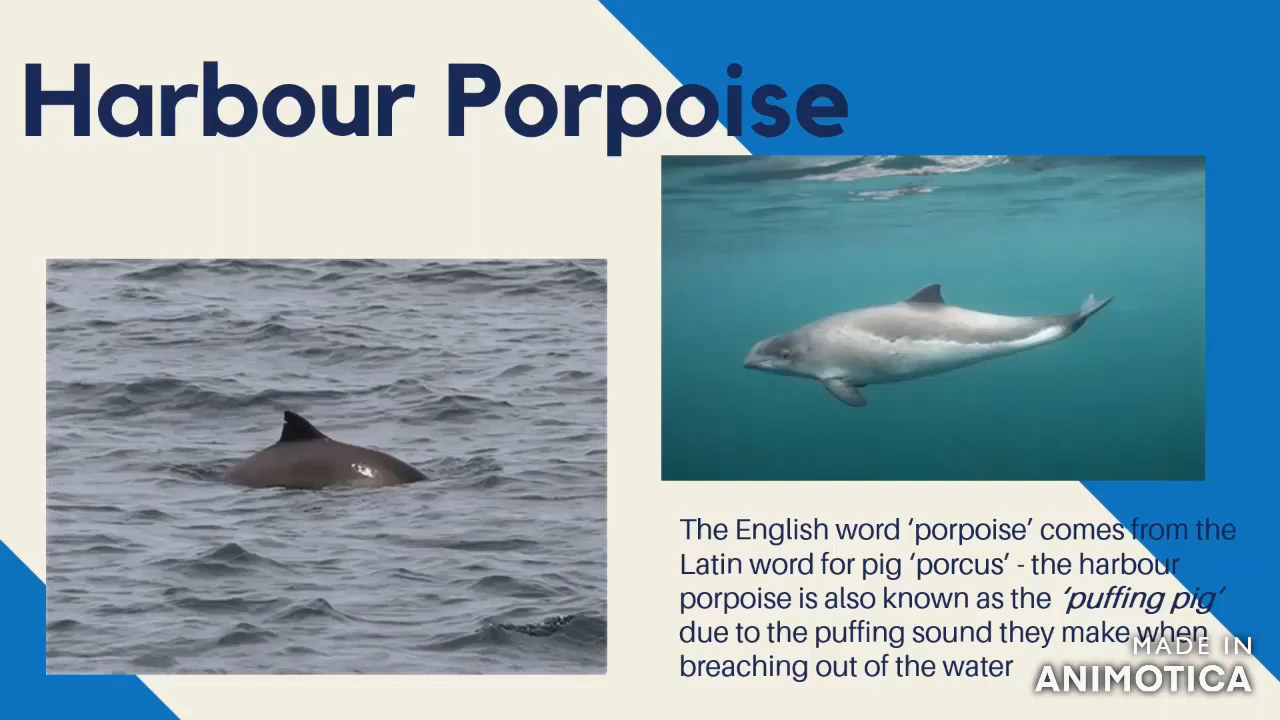 Harbour Porpoise
The English word ‘porpoise’ comes from the
Latin word for pig ‘porcus’ - the harbour
porpoise is also known as the ‘puffing pig’
due to the puffing sound they make when
breaching out of the water
MADE IN
ANIMOTICA